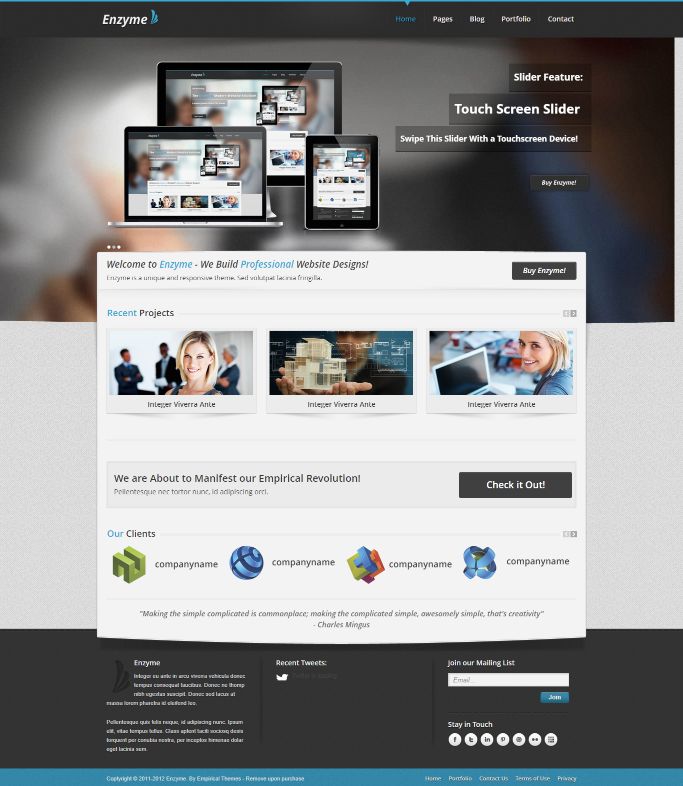 Enzyme
Home Pages Blog Portfolio Contact
Slider Feature:
Touch Screen Slider
Swipe This Slider With a Touchscreen Device!
Buy Enzyme!
Welcome to Enzyme - We Build Professional Website Designs!
Enzyme is a unique and responsive theme. Sed volutpat lacinia fringilla.
Buy Enzyme!
Recent Projects
Integer Viverra Ante
Integer Viverra Ante
Integer Viverra Ante
We are About to Manifest our Empirical Revolution!
Pellentesque nec tortor nunc, id adipiscing orci.
Check it Out!
Our Clients
companyname
companyname
companyname
companyname
"Making the simple complicated is commonplace; making the complicated simple, awesomely simple, that's creativity"
- Charles Mingus
Enzyme
Integer eu ante in arcu viverra vehicula donec
tempus consequat faucibus. Donec ne thomp
nibh egestas suscipit. Donec sed lacus at
massa lorem pharetra id eleifend leo.
Pellentesque quis felis neque, id adipiscing nunc. Ipsum
elit, vitae tempus tellus. Class aptent taciti sociosq desis
torquent per conubia nostra, per inceptos himenae dolar
eget lacinia sem.
Recent Tweets:
Join our Mailing List
Email...
Join
Stay in Touch
Copyright © 2011-2012 Enzyme. By Empirical Themes - Remove upon purchase
Home Portfolio Contact Us Terms of Use Privacy